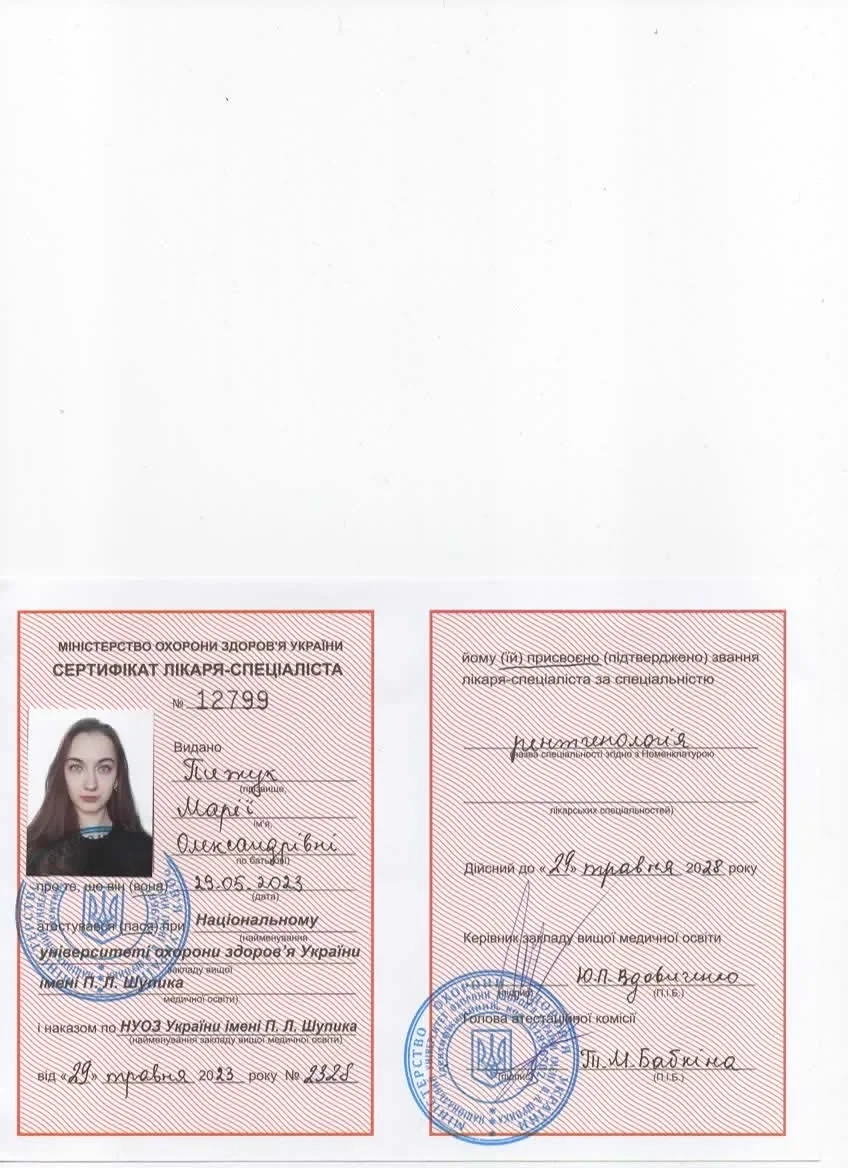 МІНІСТЕРСТВО ОХОРОНИ ЗДОРОВ'Я УКРАЇНИ
СЕРТИФІКАТ ЛІКАРЯ-СПЕЦІАЛІСТА
№ 12799
Видано
Пижук
(прізвище,
Марії
ім'я,
Олександрівні
по батькові)
про те, що він (вона) 29.05.2023
(дата)
атестувався (лася) при Національному
(найменування
університеті охорони здоров'я України
закладу вищої
імені П. Л. Шупика
медичної освіти)
і наказом по НУОЗ України імені П. Л. Шупика
(найменування закладу вищої медичної освіти)
від «29» травня 2023 року № 2328
йому (їй) присвоєно (підтверджено) звання
лікаря-спеціаліста за спеціальністю
рентгенологія
(назва спеціальності згідно з Номенклатурою
лікарських спеціальностей)
Дійсний до «29» травня 2028 року
Керівник закладу вищої медичної освіти
Ю.П. Вдовиченко
(підпис) (П.І.Б.)
Голова атестаційної комісії
Т.М. Бабкіна
(підпис) (П.І.Б.)